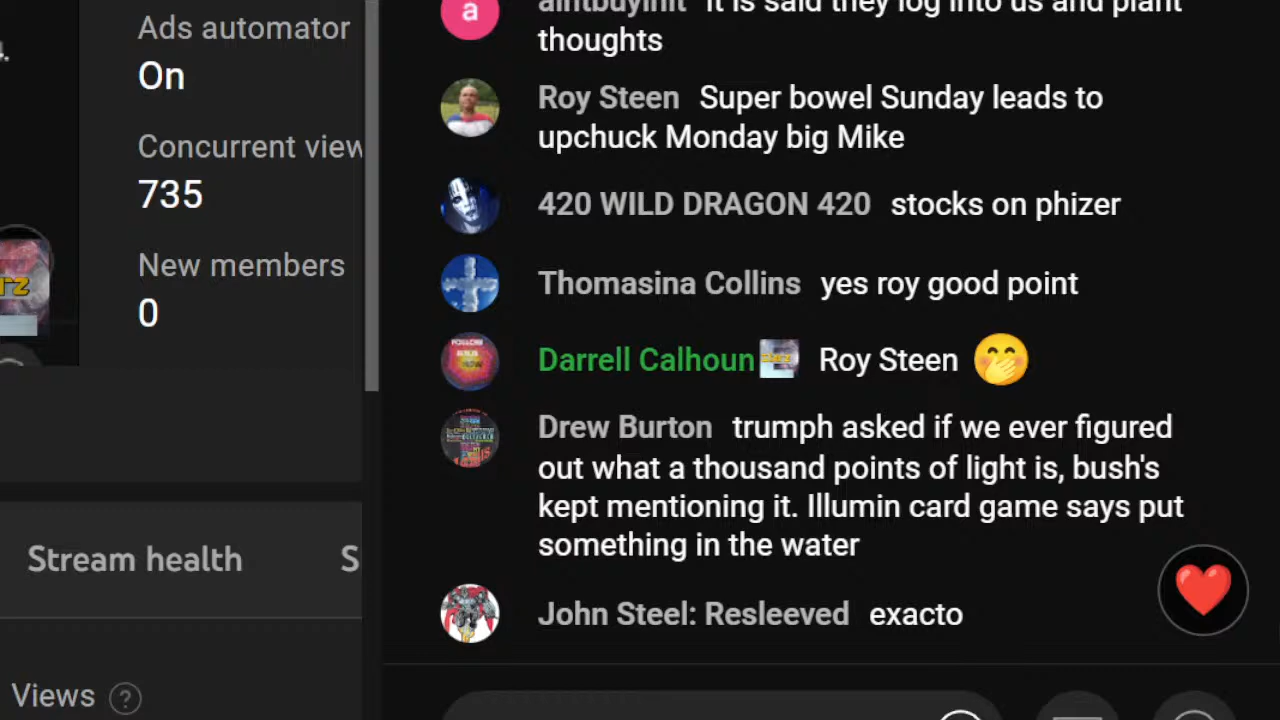 Ads automator
On
Concurrent view
735
New members
0
Stream health S
Views ?
a aintbuyinit it is said they log into us and plant
thoughts
Roy Steen Super bowel Sunday leads to
upchuck Monday big Mike
420 WILD DRAGON 420 stocks on phizer
Thomasina Collins yes roy good point
Darrell Calhoun Roy Steen
Drew Burton trumph asked if we ever figured
out what a thousand points of light is, bush's
kept mentioning it. Illumin card game says put
something in the water
John Steel: Resleeved exacto